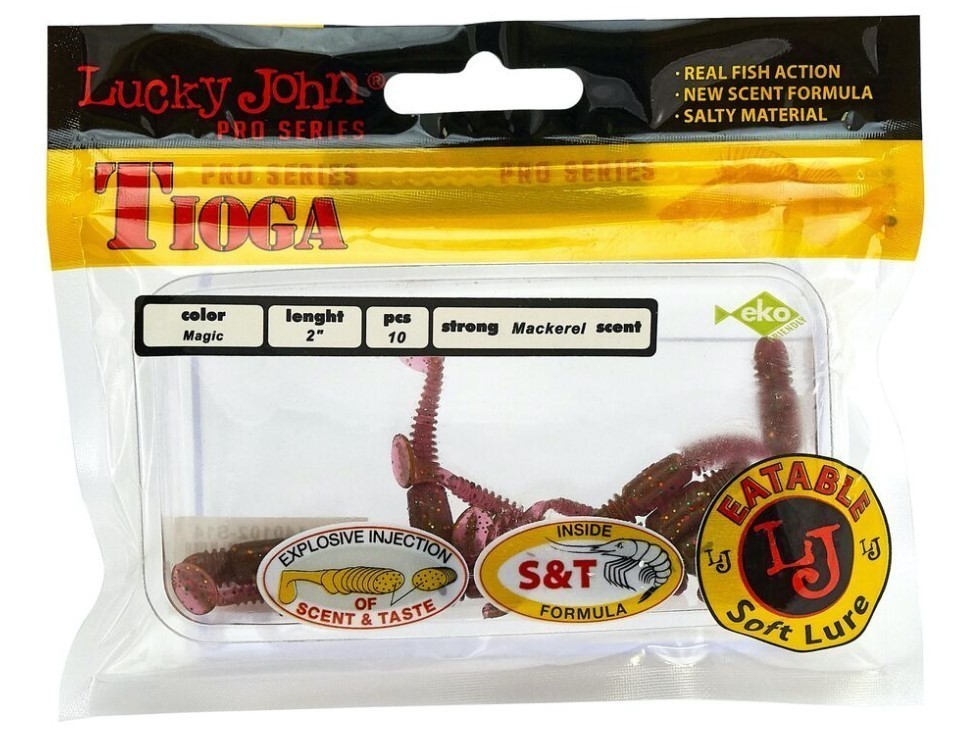 Lucky John®
PRO SERIES
· REAL FISH ACTION
· NEW SCENT FORMULA
· SALTY MATERIAL
PRO SERIES PRO SERIES
TIOGA
color
Magic
lenght
2"
pcs
10
strong Mackerel scent
eko
FRIENDLY
EXPLOSIVE INJECTION
OF
SCENT & TASTE
INSIDE
S&T
FORMULA
EATABLE
LJ LJ LJ
Soft Lure